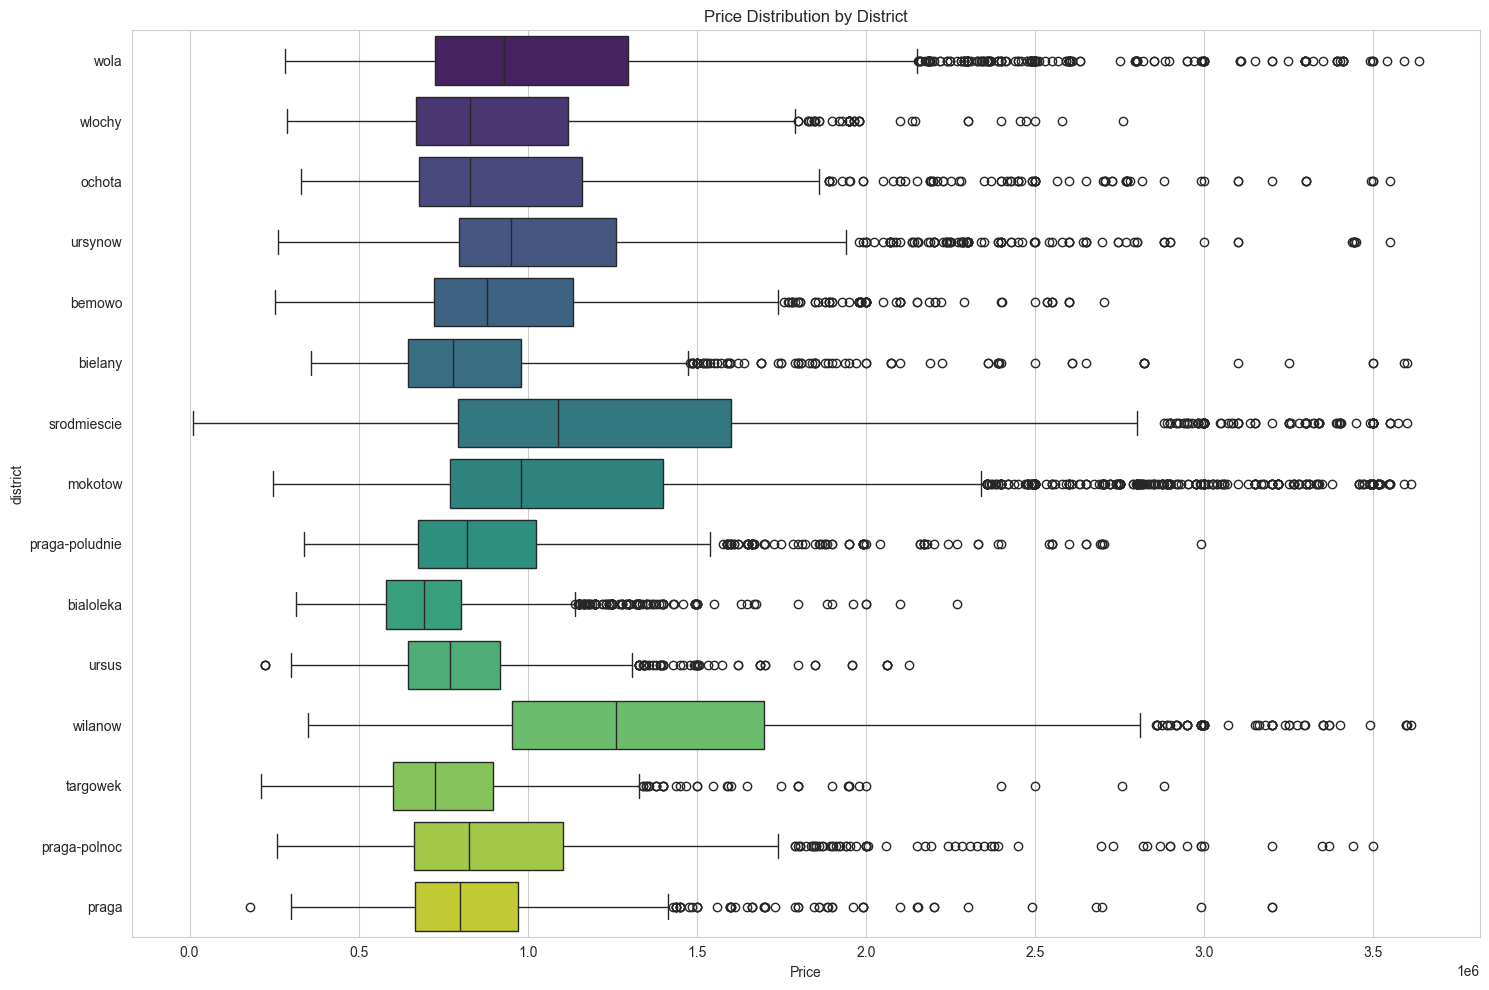 Price Distribution by District
wola
wlochy
ochota
ursynow
bemowo
bielany
srodmiescie
mokotow
praga-poludnie
bialoleka
ursus
wilanow
targowek
praga-polnoc
praga
district
0.0 0.5 1.0 1.5 2.0 2.5 3.0 3.5
Price
1e6